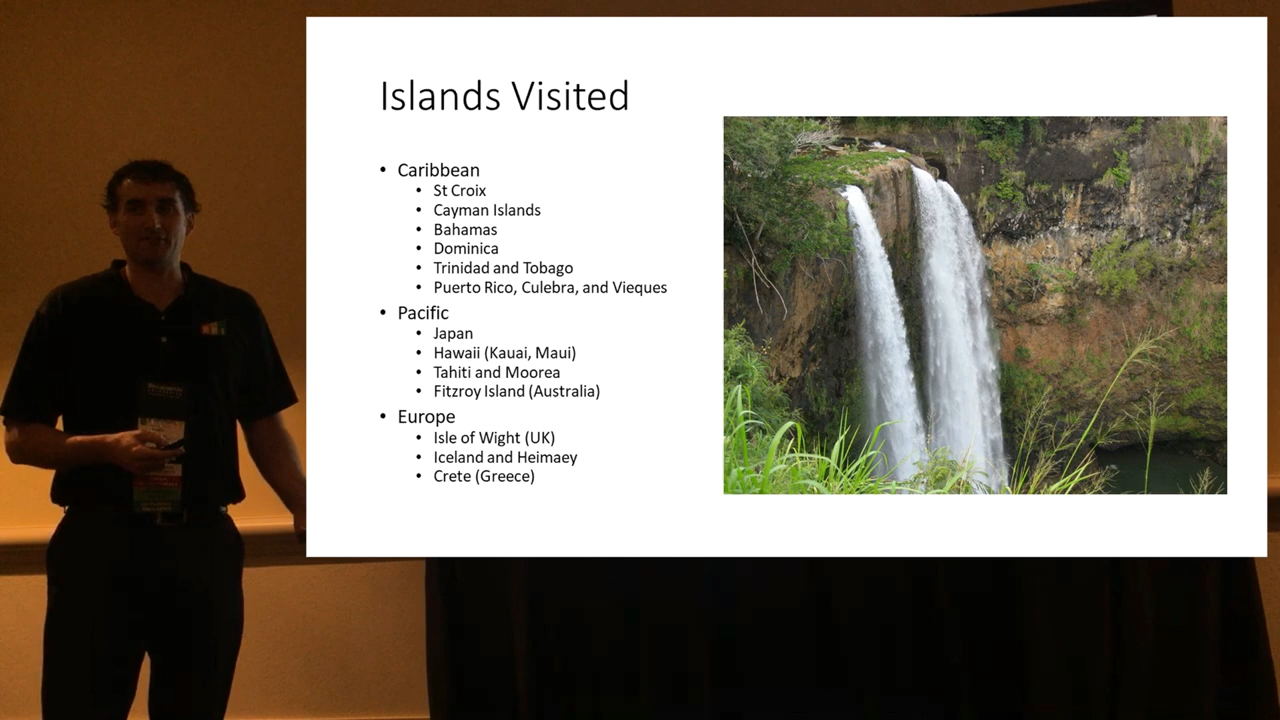 Islands Visited
• Caribbean
• St Croix
• Cayman Islands
• Bahamas
• Dominica
• Trinidad and Tobago
• Puerto Rico, Culebra, and Vieques
• Pacific
• Japan
• Hawaii (Kauai, Maui)
• Tahiti and Moorea
• Fitzroy Island (Australia)
• Europe
• Isle of Wight (UK)
• Iceland and Heimaey
• Crete (Greece)